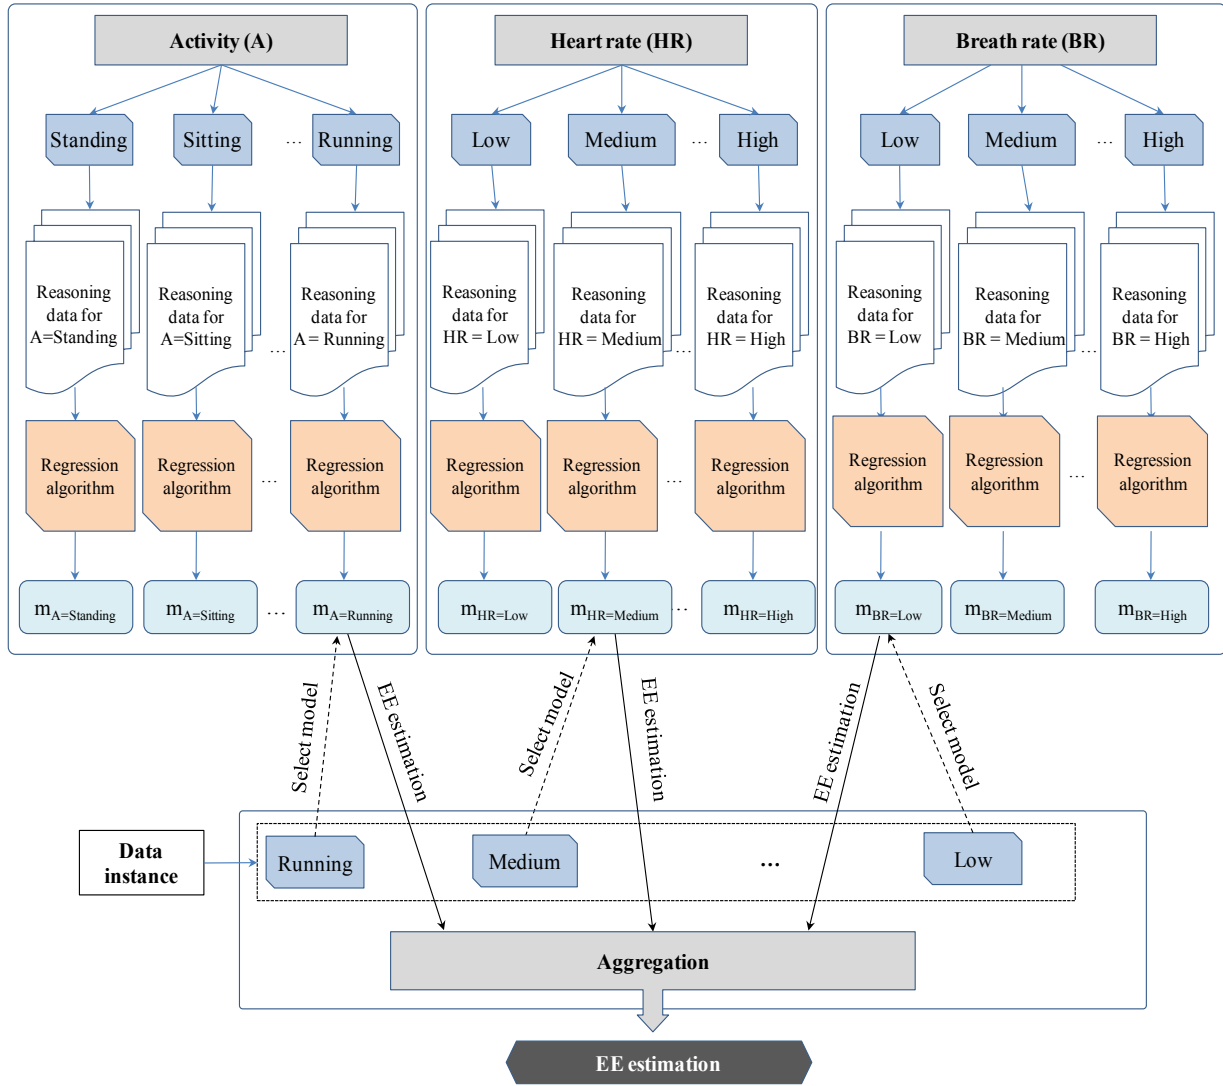 Activity (A)
Heart rate (HR)
Breath rate (BR)
Standing
Sitting
...
Running
Low
Medium
...
High
Low
Medium
...
High
Reasoning
data for
A=Standing
Reasoning
data for
A=Sitting
...
Reasoning
data for
A = Running
Reasoning
data for
HR = Low
Reasoning
data for
HR = Medium
...
Reasoning
data for
HR = High
Reasoning
data for
BR = Low
Reasoning
data for
BR = Medium
...
Reasoning
data for
BR = High
Regression
algorithm
Regression
algorithm
...
Regression
algorithm
Regression
algorithm
Regression
algorithm
...
Regression
algorithm
Regression
algorithm
Regression
algorithm
...
Regression
algorithm
mA=Standing
mA=Sitting
...
mA=Running
mHR=Low
mHR=Medium
...
mHR=High
mBR=Low
mBR=Medium
mBR=High
Select model
EE estimation
Select model
EE estimation
EE estimation
Select model
Data
instance
Running
Medium
...
Low
Aggregation
EE estimation